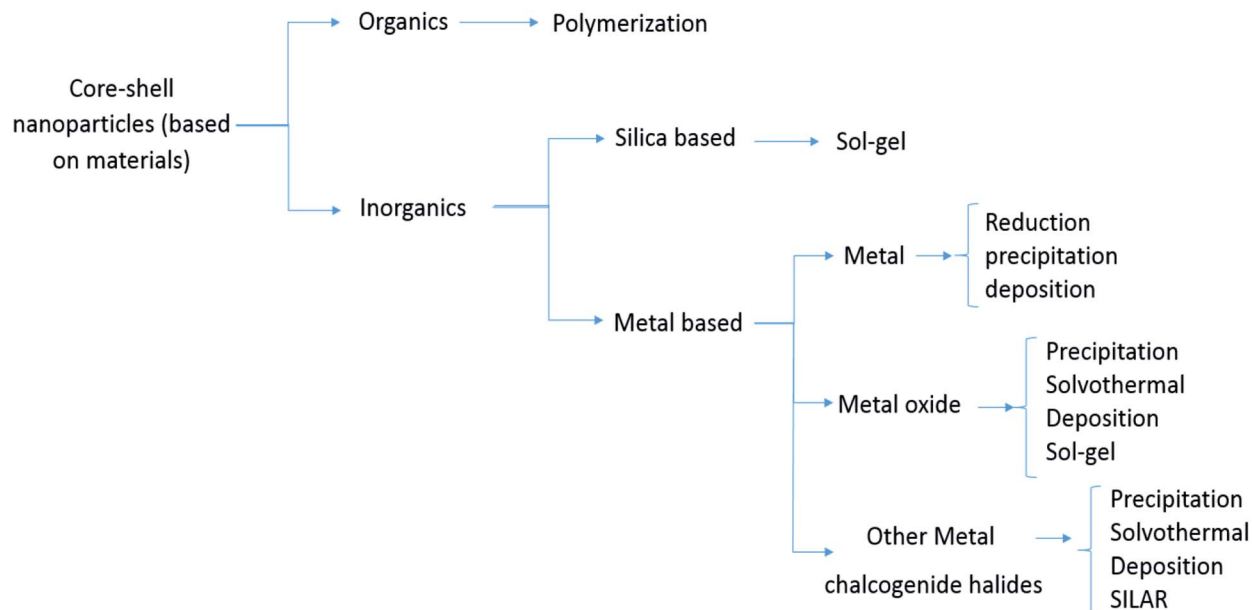 Organics
Polymerization
Core-shell
nanoparticles (based
on materials)
Silica based
Sol-gel
Inorganics
Reduction
Metal
precipitation
deposition
Metal based
Precipitation
Solvothermal
Metal oxide
Deposition
Sol-gel
Precipitation
Other Metal
Solvothermal
chalcogenide halides
Deposition
SILAR